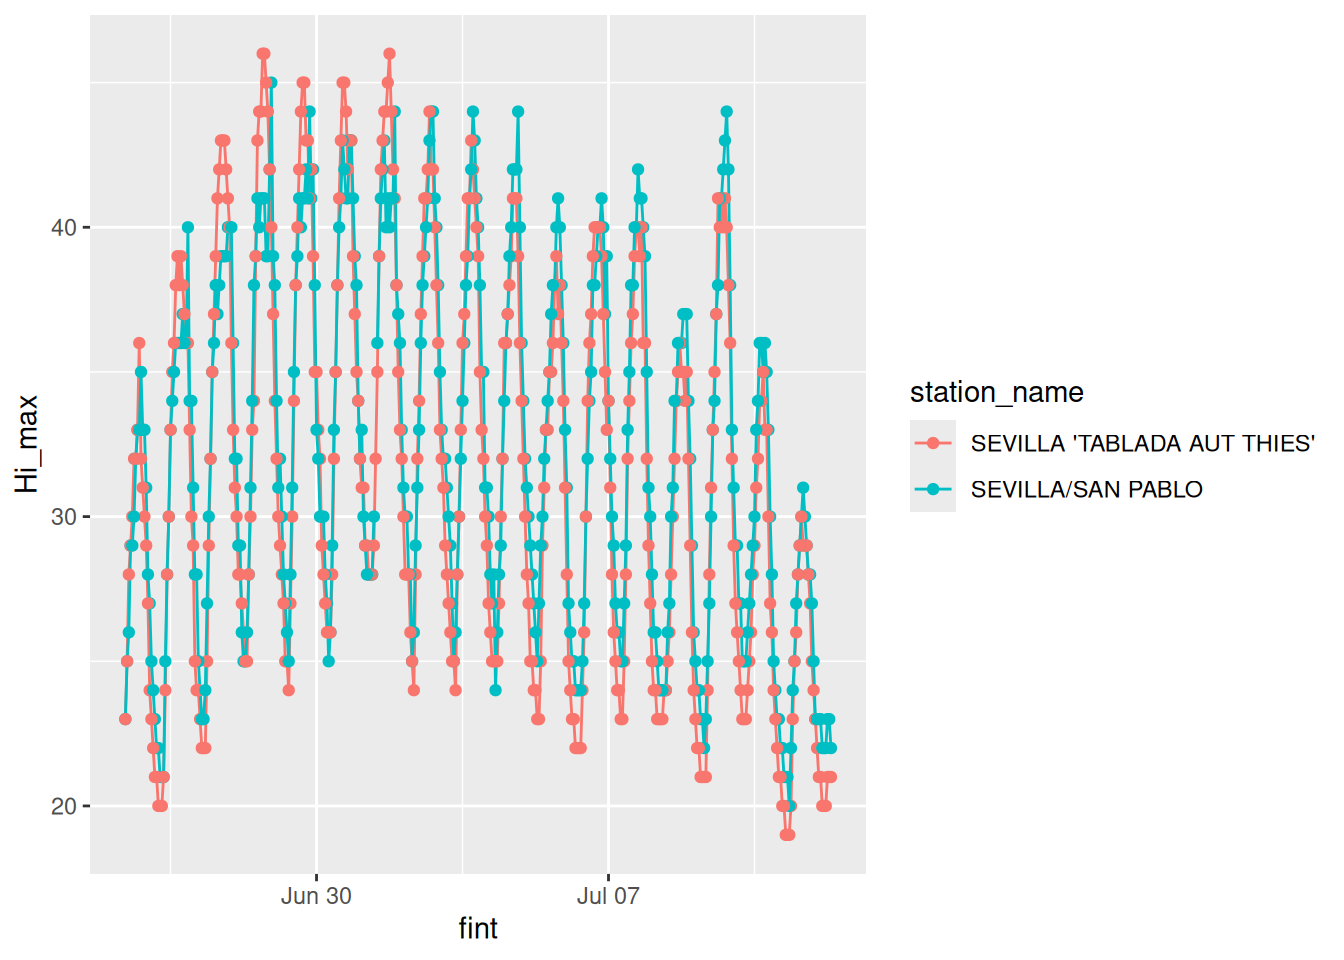 Hi_max
40
30
20
Jun 30
Jul 07
fint
station_name
SEVILLA 'TABLADA AUT THIES'
SEVILLA/SAN PABLO